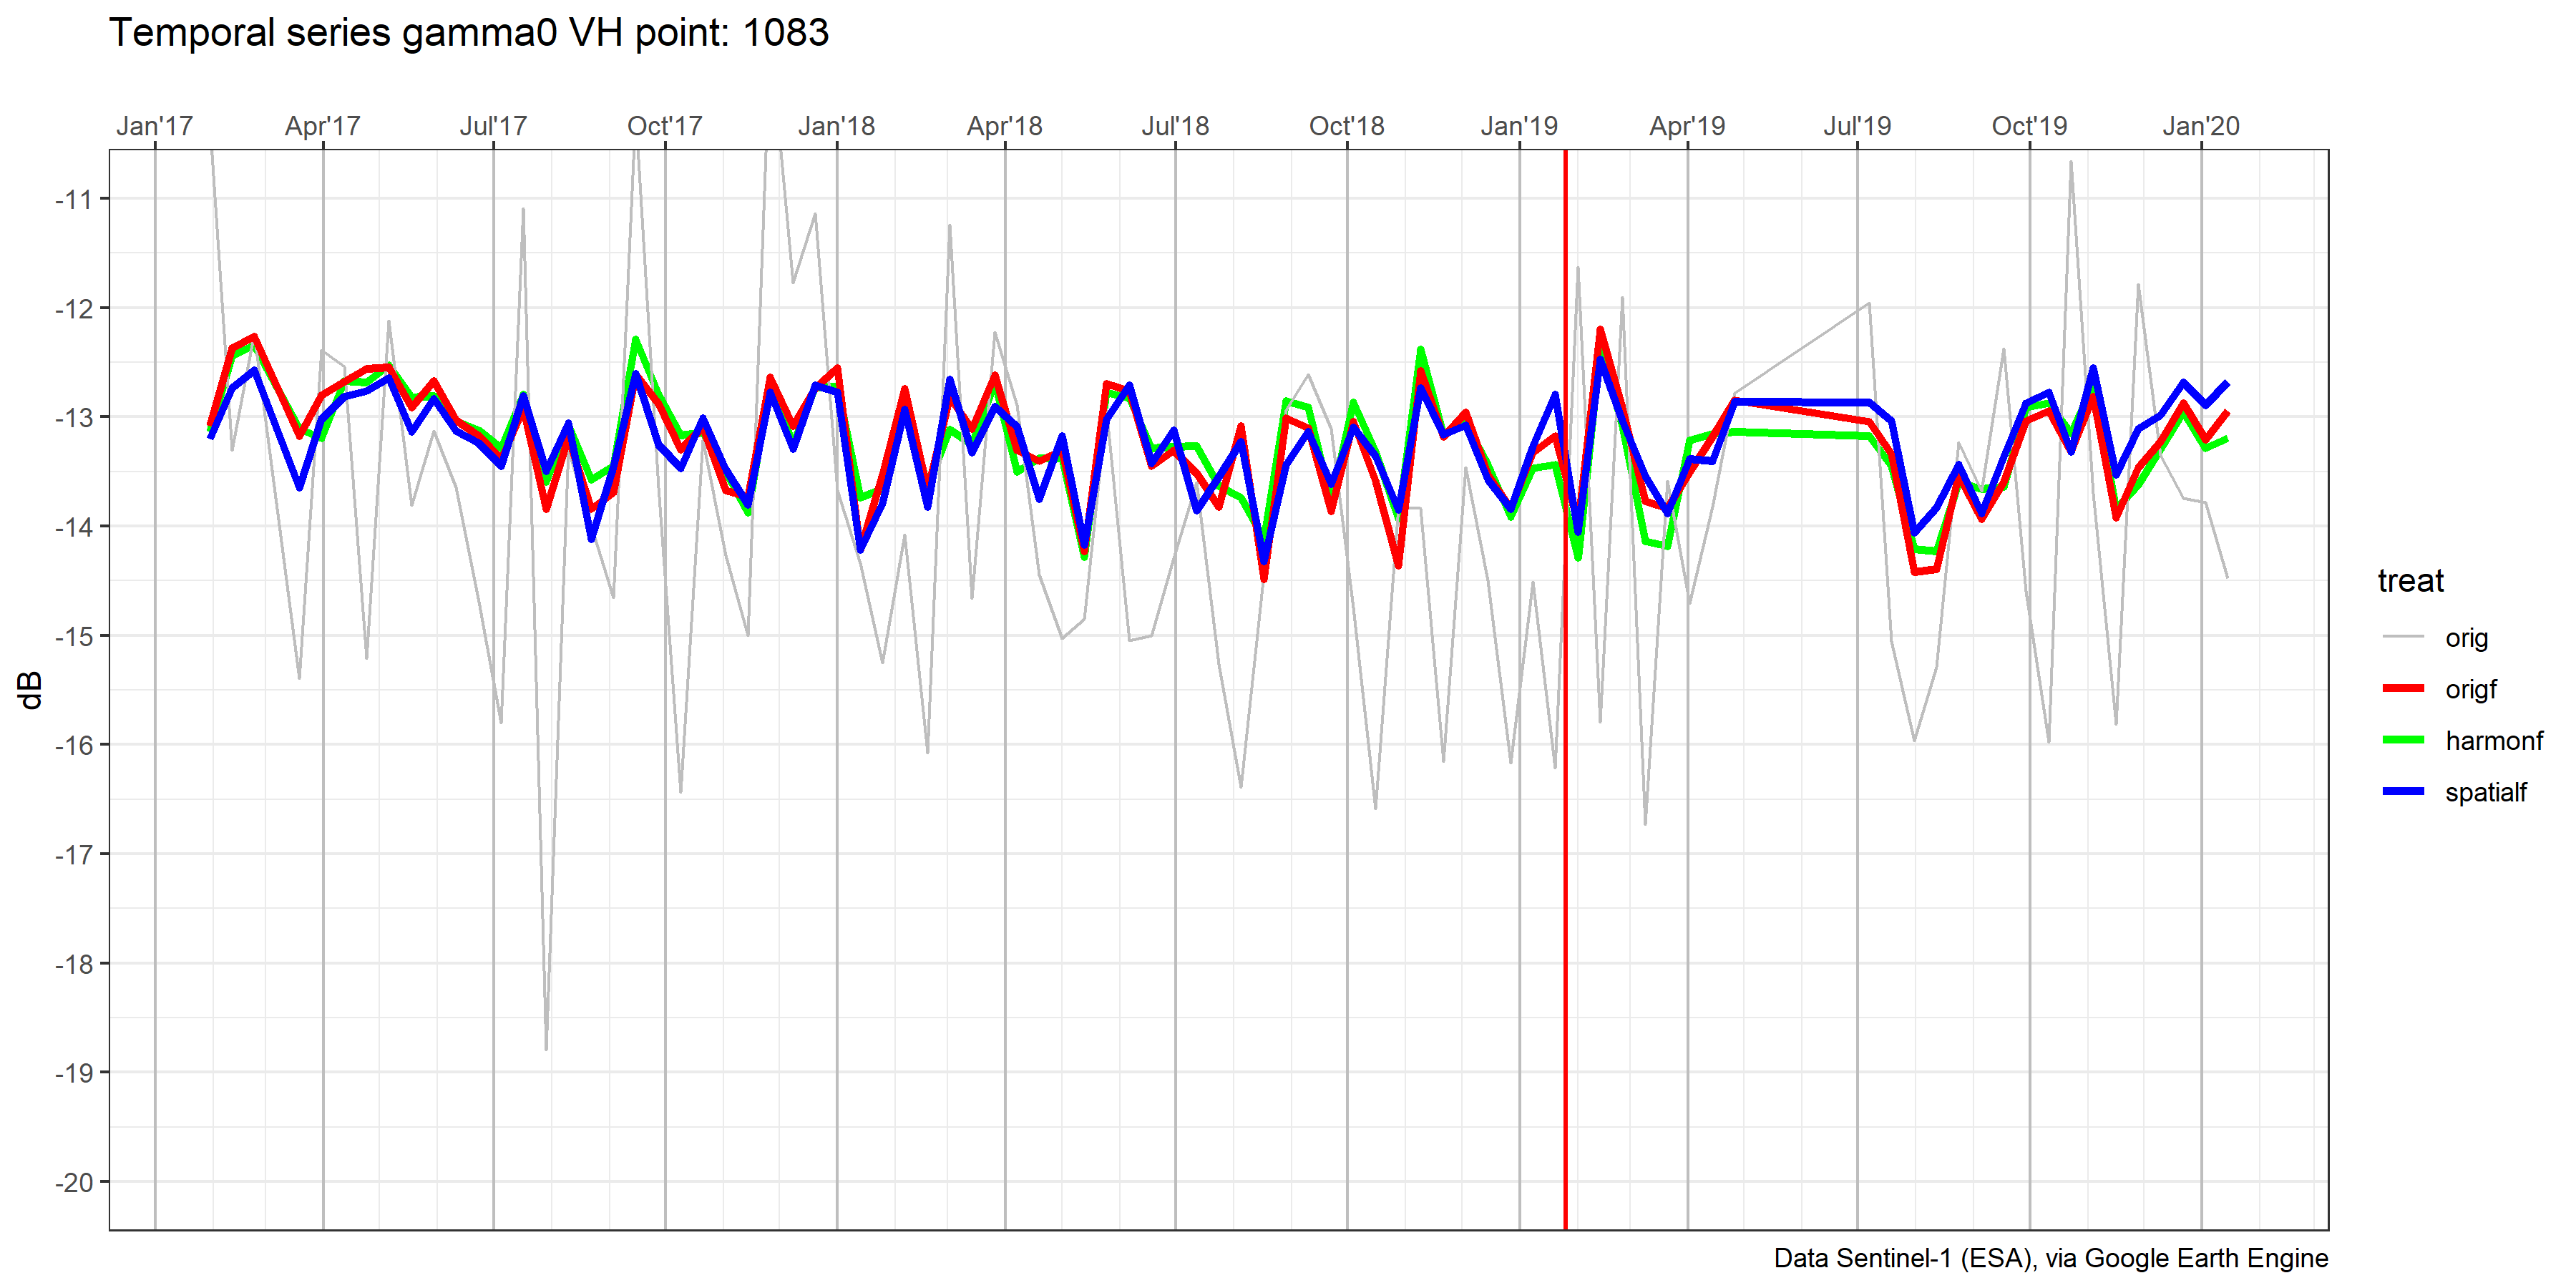 Temporal series gamma0 VH point: 1083
Jan'17 Apr'17 Jul'17 Oct'17 Jan'18 Apr'18 Jul'18 Oct'18 Jan'19 Apr'19 Jul'19 Oct'19 Jan'20
-11
-12
-13
-14
-15
-16
-17
-18
-19
-20
dB
treat
orig
origf
harmonf
spatialf
Data Sentinel-1 (ESA), via Google Earth Engine